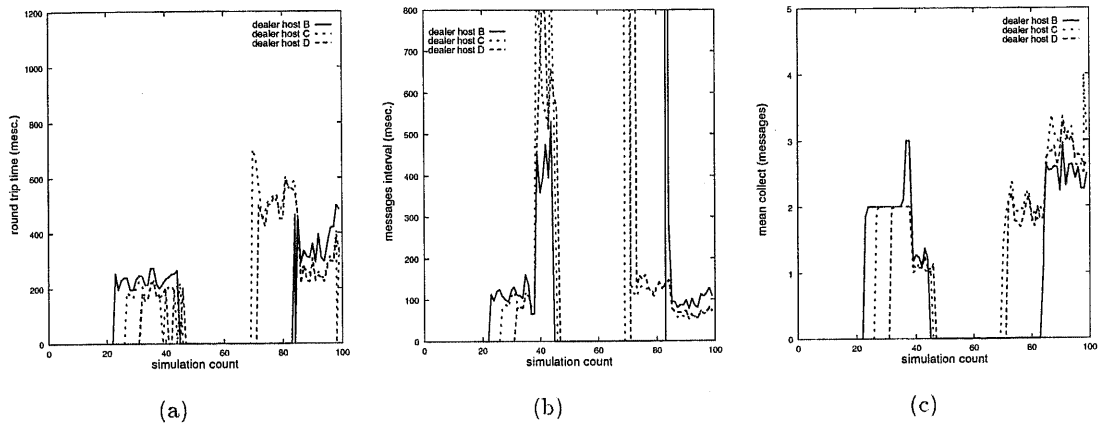 1200
1000
800
600
400
200
0
round trip time (mesc.)
0 20 40 60 80 100
simulation count
dealer host B
dealer host C
dealer host D
(a)
800
700
600
500
400
300
200
100
0
messages interval (msec.)
0 20 40 60 80 100
simulation count
dealer host B
dealer host C
dealer host D
(b)
5
4
3
2
1
0
mean collect (messages)
0 20 40 60 80 100
simulation count
dealer host B
dealer host C
dealer host D
(c)